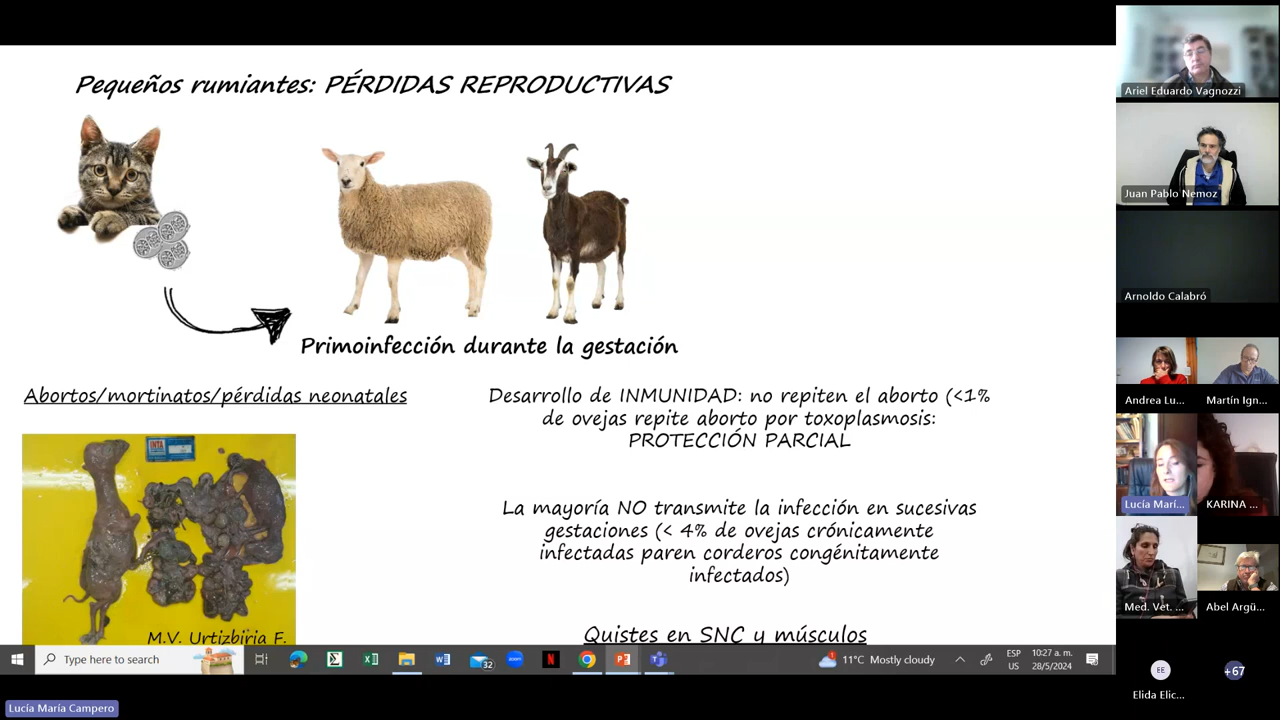 Pequeños rumiantes: PÉRDIDAS REPRODUCTIVAS
Primoinfección durante la gestación
Abortos/mortinatos/pérdidas neonatales
Desarrollo de INMUNIDAD: no repiten el aborto (<1%
de ovejas repite aborto por toxoplasmosis:
PROTECCIÓN PARCIAL
La mayoría NO transmite la infección en sucesivas
gestaciones (< 4% de ovejas crónicamente
infectadas paren corderos congénitamente
infectados)
INTA
M.V. Urtizbiria F.
Quistes en SNC y músculos
Type here to search
32
11°C Mostly cloudy
ESP
US
10:27 a.m.
28/5/2024
Ariel Eduardo Vagnozzi
Juan Pablo Nemoz
Arnoldo Calabró
Andrea Lu...
Martín Ign...
Lucía Marí...
KARINA ...
Med. Vet. ...
Abel Argü...
EE
+67
Elida Elic...
Lucía María Campero